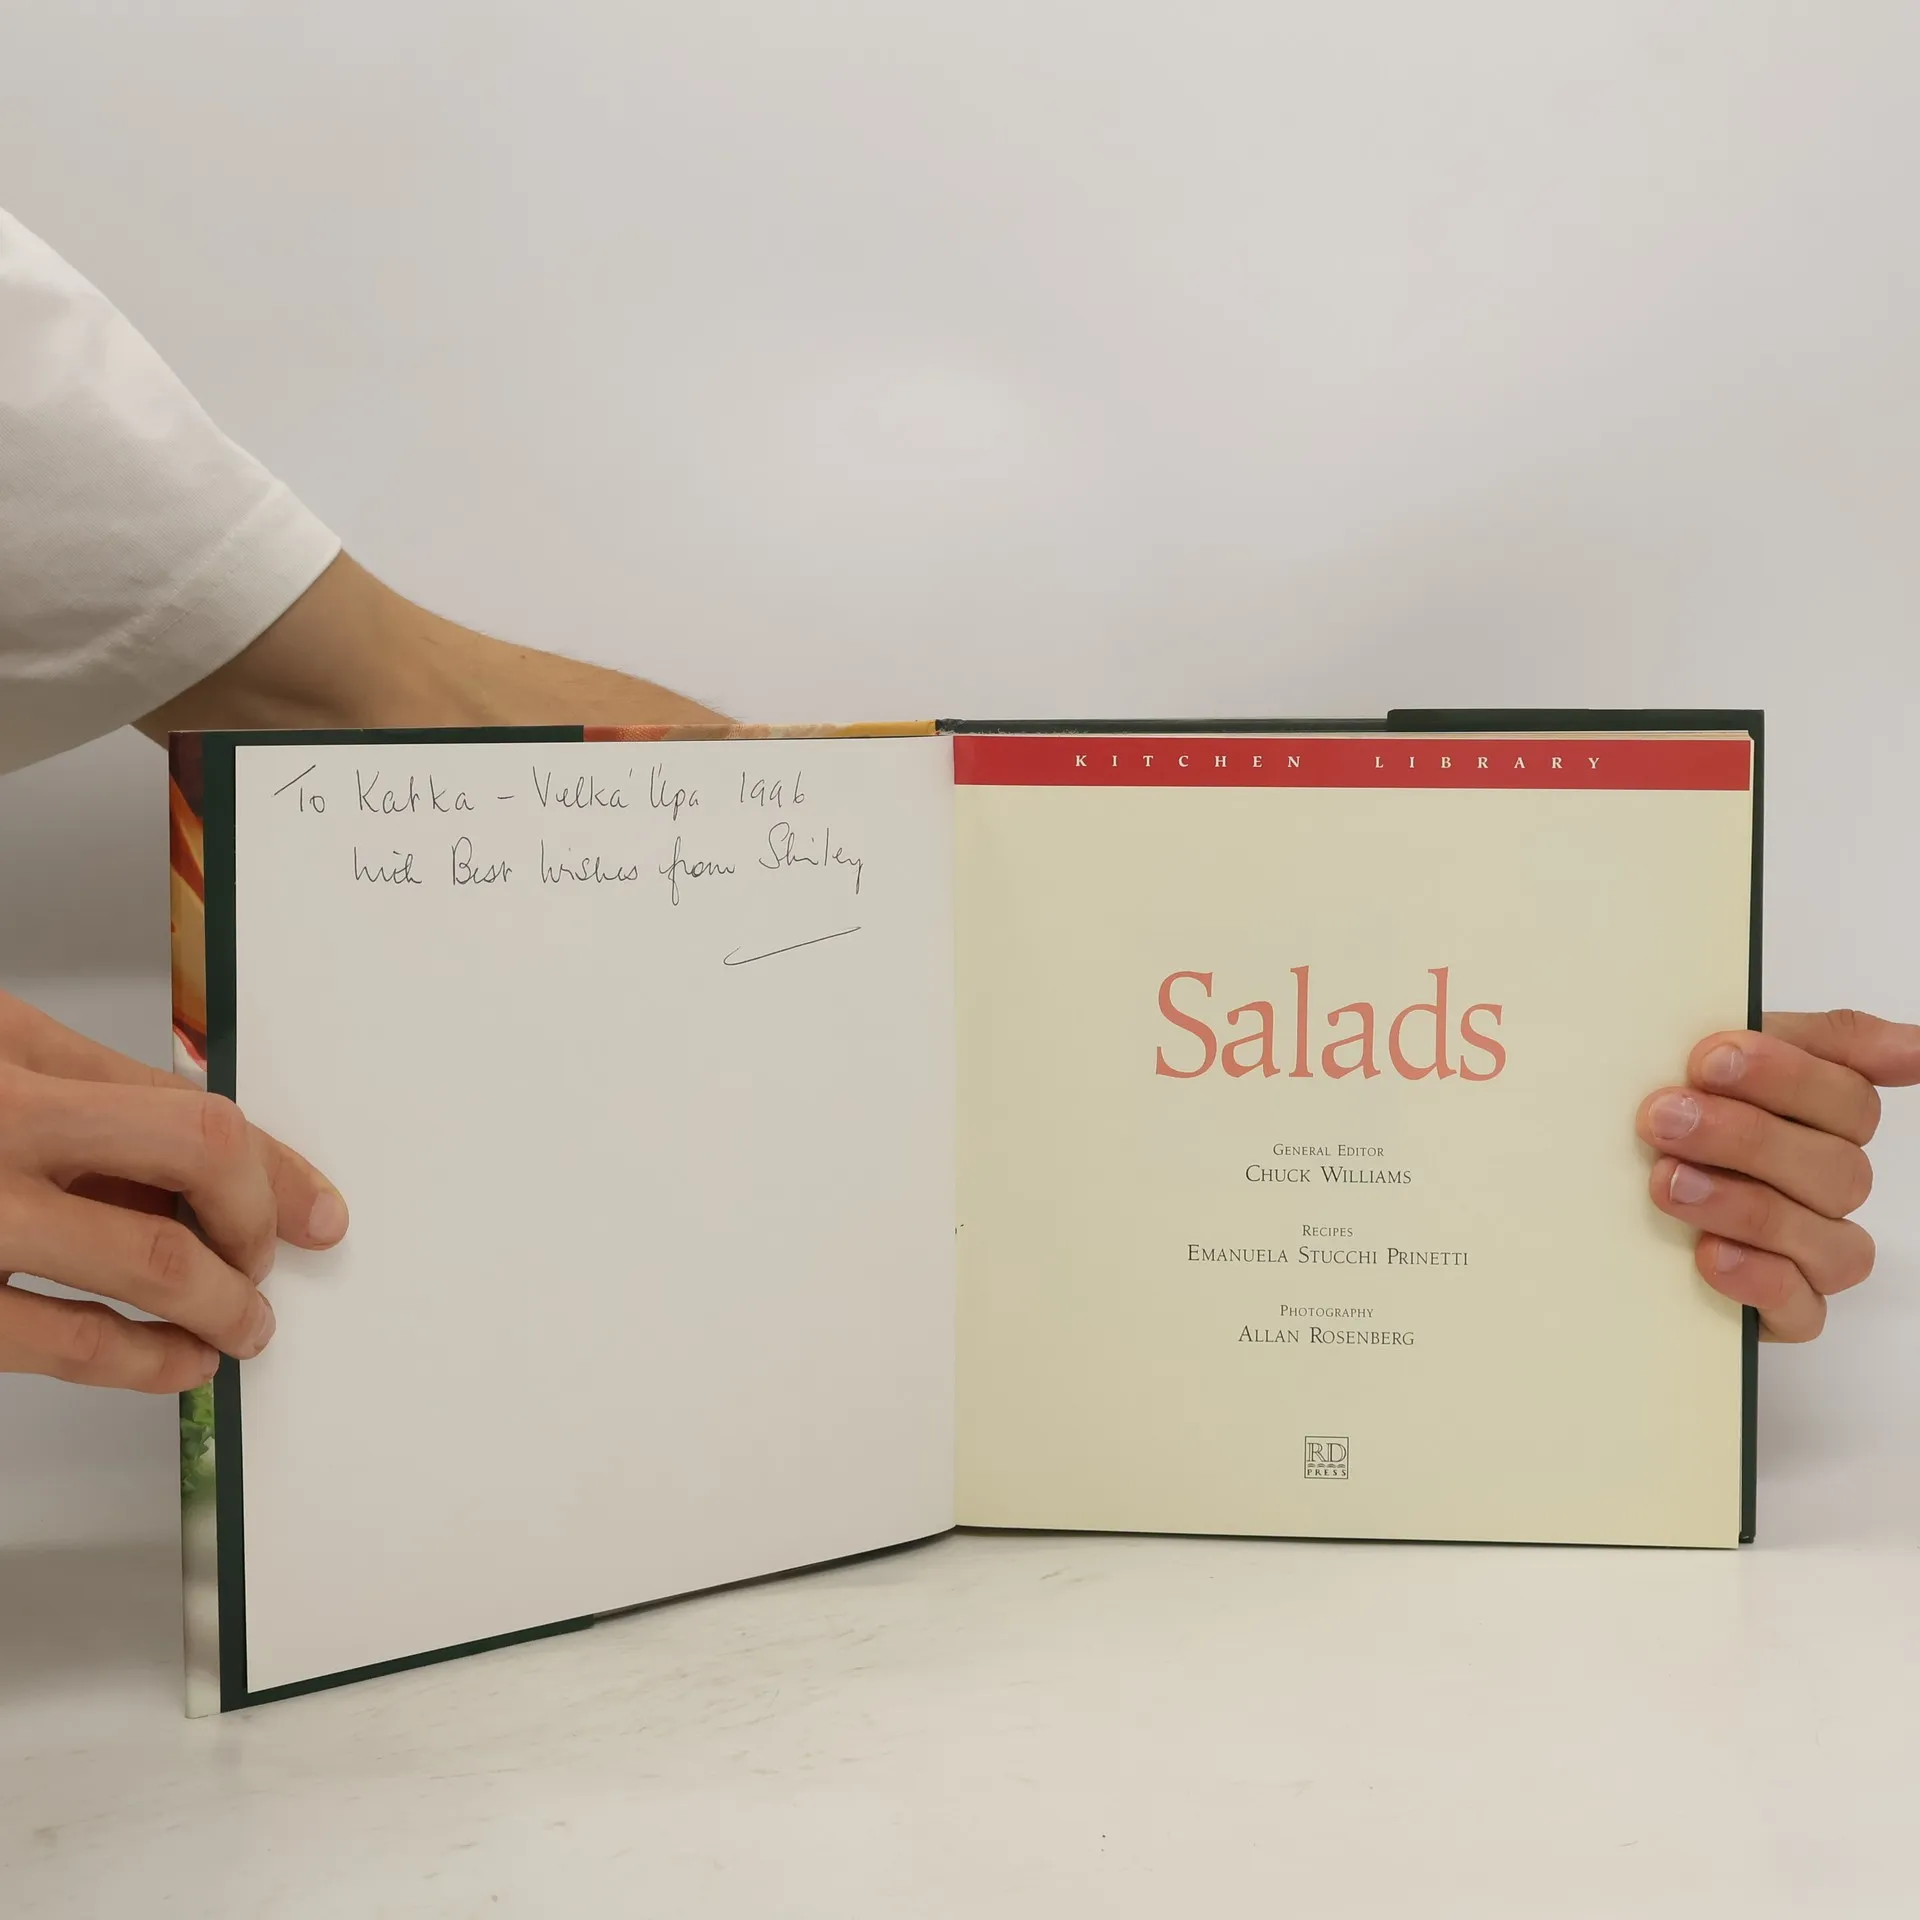 To Katka - Velká Úpa 1996
With Best Wishes from Shirley
KITCHEN LIBRARY
Salads
GENERAL EDITOR
CHUCK WILLIAMS
RECIPES
EMANUELA STUCCHI PRINETTI
PHOTOGRAPHY
ALLAN ROSENBERG
RD
PRESS